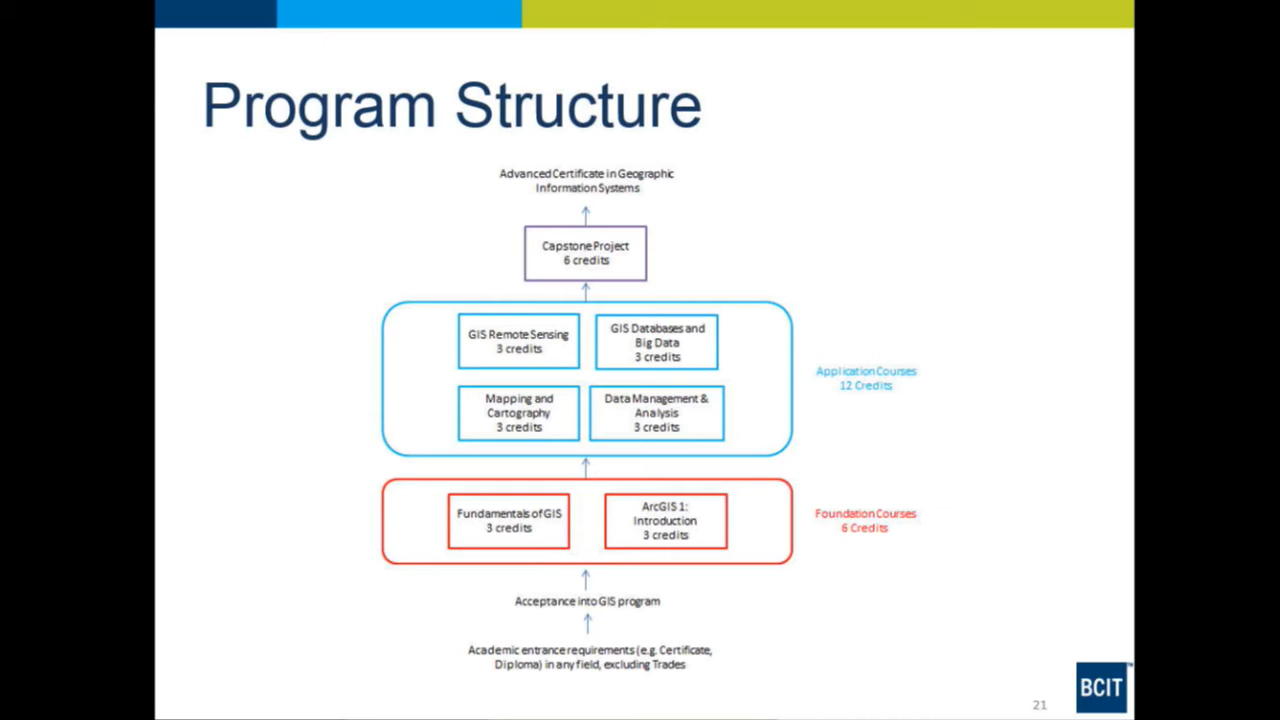 Program Structure
Advanced Certificate in Geographic
Information Systems
Capstone Project
6 credits
GIS Remote Sensing
3 credits
GIS Databases and
Big Data
3 credits
Mapping and
Cartography
3 credits
Data Management &
Analysis
3 credits
Application Courses
12 Credits
Fundamentals of GIS
3 credits
ArcGIS 1:
Introduction
3 credits
Foundation Courses
6 Credits
Acceptance into GIS program
Academic entrance requirements (e.g. Certificate,
Diploma) in any field, excluding Trades
21
BCIT